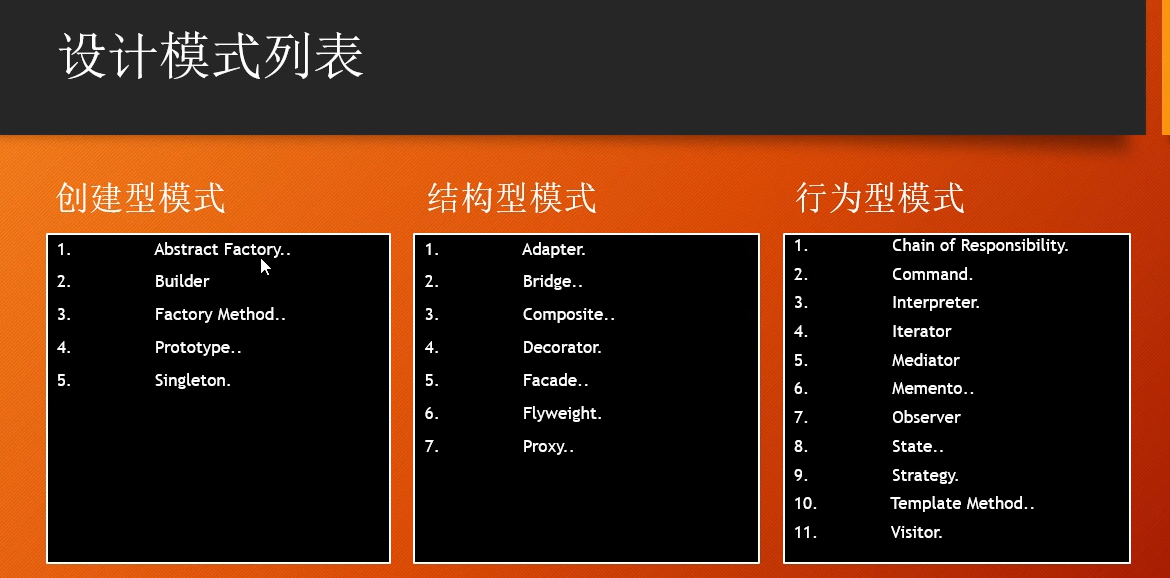 设计模式列表
创建型模式
1. Abstract Factory..
2. Builder
3. Factory Method..
4. Prototype..
5. Singleton.
结构型模式
1. Adapter.
2. Bridge..
3. Composite..
4. Decorator.
5. Facade..
6. Flyweight.
7. Proxy..
行为型模式
1. Chain of Responsibility.
2. Command.
3. Interpreter.
4. Iterator
5. Mediator
6. Memento..
7. Observer
8. State..
9. Strategy.
10. Template Method..
11. Visitor.